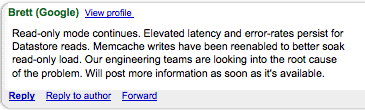 Brett (Google) View profile
Read-only mode continues. Elevated latency and error-rates persist for
Datastore reads. Memcache writes have been reenabled to better soak
read-only load. Our engineering teams are looking into the root cause
of the problem. Will post more information as soon as it's available.
Reply Reply to author Forward